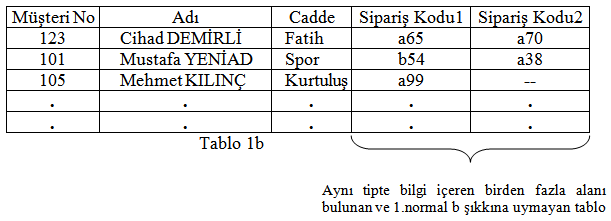 Müşteri No Adı Cadde Sipariş Kodu1 Sipariş Kodu2
123 Cihad DEMİRLİ Fatih a65 a70
101 Mustafa YENİAD Spor b54 a38
105 Mehmet KILINÇ Kurtuluş a99 --
. . . . .
. . . . .
Tablo 1b
Aynı tipte bilgi içeren birden fazla alanı
bulunan ve 1.normal b şıkkına uymayan tablo